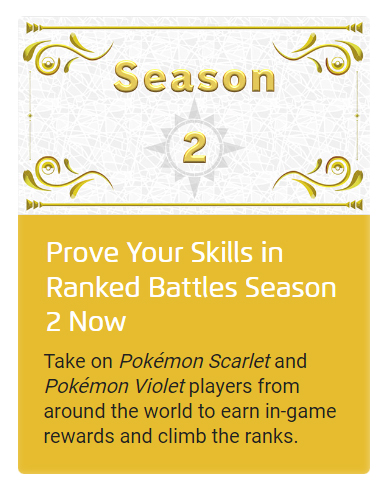 Season
2
Prove Your Skills in
Ranked Battles Season
2 Now
Take on Pokémon Scarlet and
Pokémon Violet players from
around the world to earn in-game
rewards and climb the ranks.